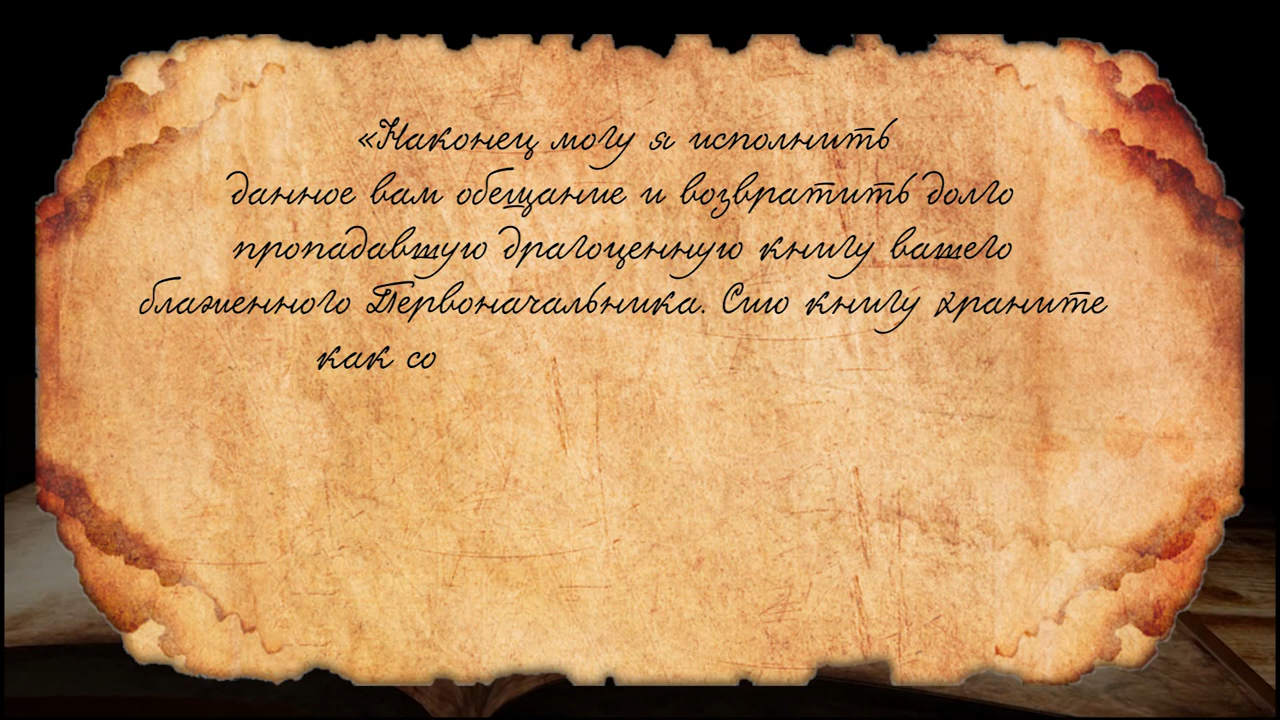 «Наконец могу я исполнить
данное вам обещание и возвратить долго
пропадавшую драгоценную книгу вашего
блаженного Первоначальника. Сию книгу храните
как со